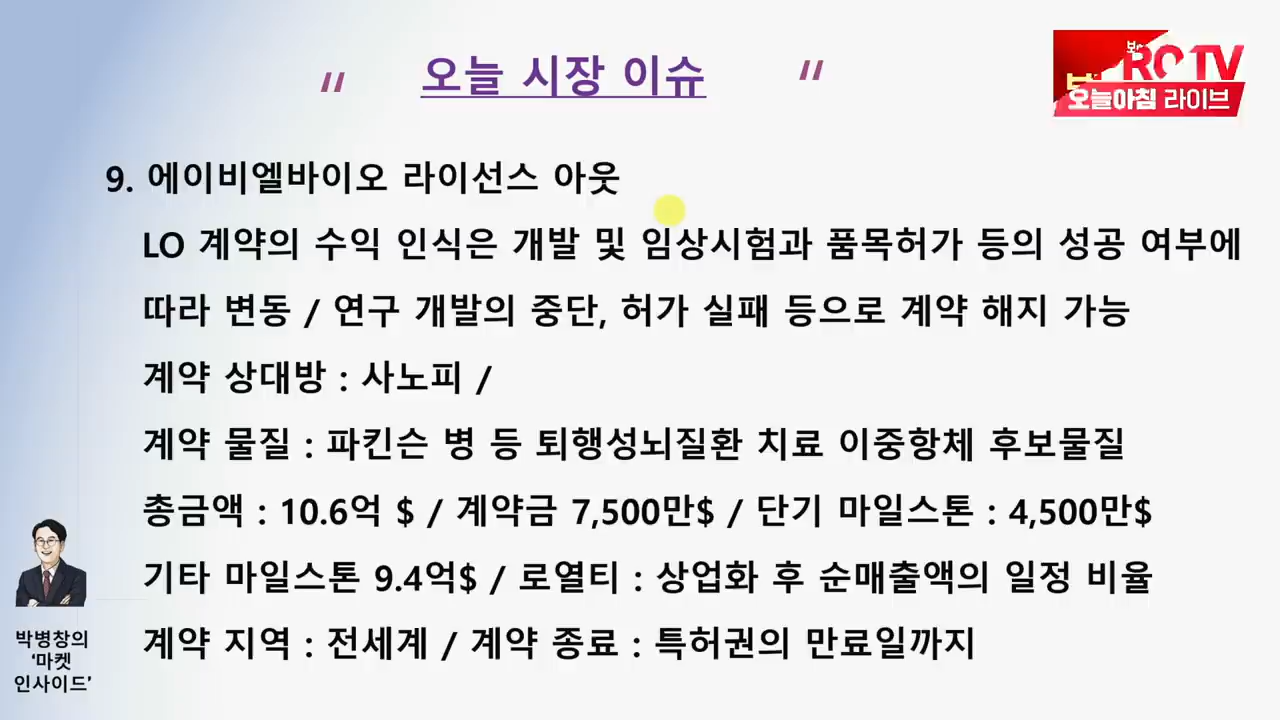 " 오늘 시장 이슈 "
RO TV
오늘아침 라이브
9. 에이비엘바이오 라이선스 아웃
LO 계약의 수익 인식은 개발 및 임상시험과 품목허가 등의 성공 여부에
따라 변동 / 연구 개발의 중단, 허가 실패 등으로 계약 해지 가능
계약 상대방 : 사노피 /
계약 물질 : 파킨슨 병 등 퇴행성뇌질환 치료 이중항체 후보물질
총금액 : 10.6억 $ / 계약금 7,500만$ / 단기 마일스톤 : 4,500만$
기타 마일스톤 9.4억$ / 로열티 : 상업화 후 순매출액의 일정 비율
계약 지역 : 전세계 / 계약 종료 : 특허권의 만료일까지
박병창의
‘마켓
인사이드’